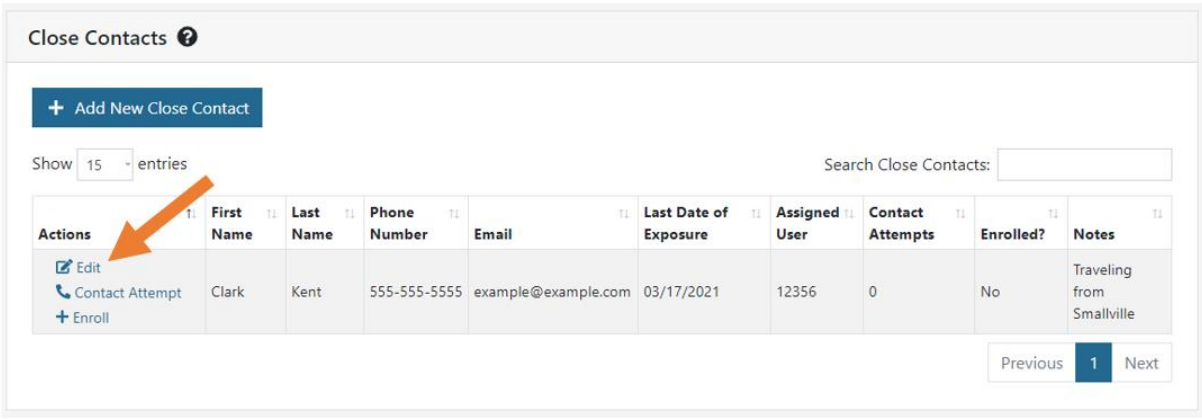 Close Contacts ?
+ Add New Close Contact
Show 15 entries Search Close Contacts:
Actions First Name Last Name Phone Number Email Last Date of Exposure Assigned User Contact Attempts Enrolled? Notes
Edit
Contact Attempt
+ Enroll
Clark Kent 555-555-5555 example@example.com 03/17/2021 12356 0 No Traveling from Smallville
Previous 1 Next